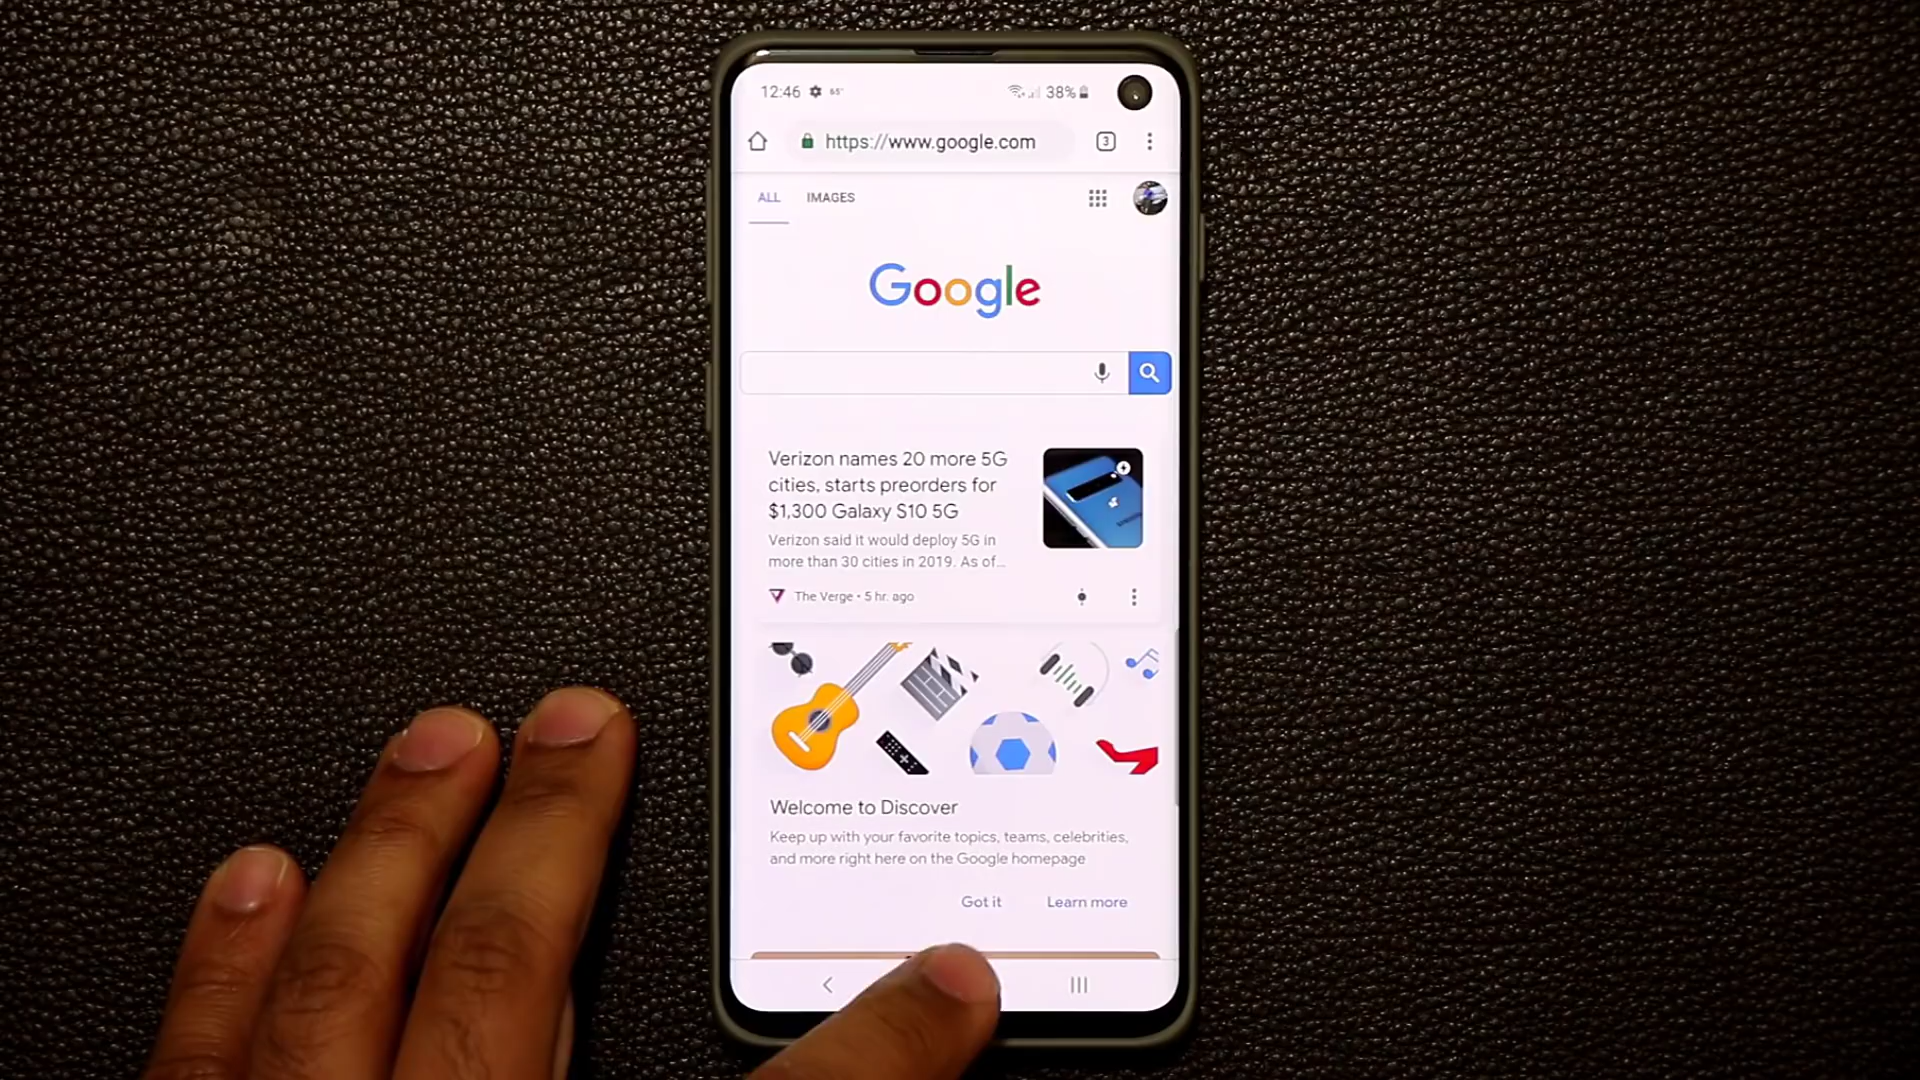 12:46 65° 38%
https://www.google.com 3
ALL IMAGES
Google
Verizon names 20 more 5G
cities, starts preorders for
$1,300 Galaxy S10 5G
Verizon said it would deploy 5G in
more than 30 cities in 2019. As of...
The Verge • 5 hr. ago
Welcome to Discover
Keep up with your favorite topics, teams, celebrities,
and more right here on the Google homepage
Got it Learn more